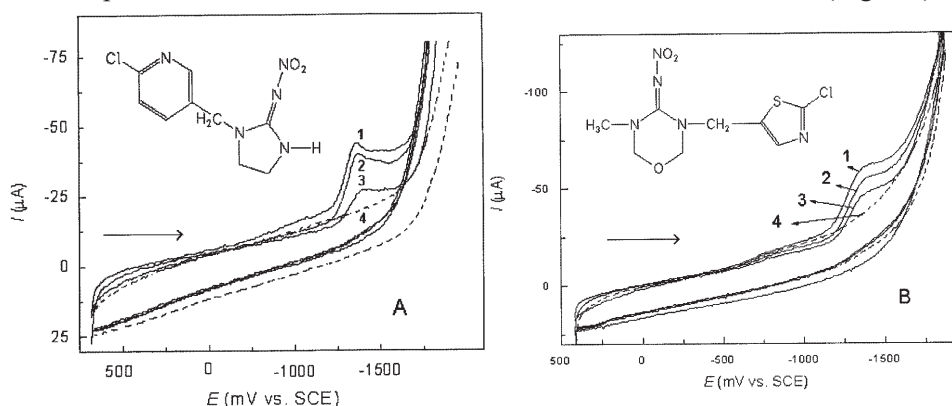 -75
-50
-25
0
25
I (μA)
Cl
N
NO₂
N
H₂C
N
N
H
1
2
3
4
A
500
0
-500
-1000
-1500
E (mV vs. SCE)
-100
-50
0
I (μA)
NO₂
N
H₃C
N
N
CH₂
O
S
Cl
N
1
2
3
4
B
500
0
-500
-1000
-1500
E (mV vs. SCE)